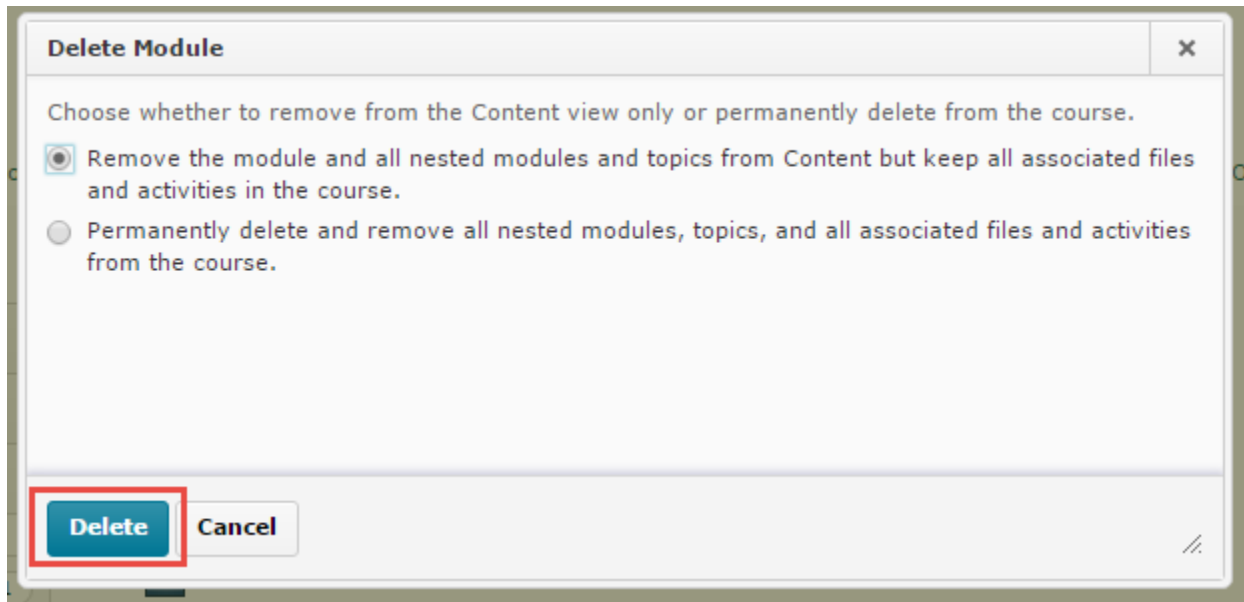 Delete Module
Choose whether to remove from the Content view only or permanently delete from the course.
Remove the module and all nested modules and topics from Content but keep all associated files
and activities in the course.
Permanently delete and remove all nested modules, topics, and all associated files and activities
from the course.
Delete Cancel